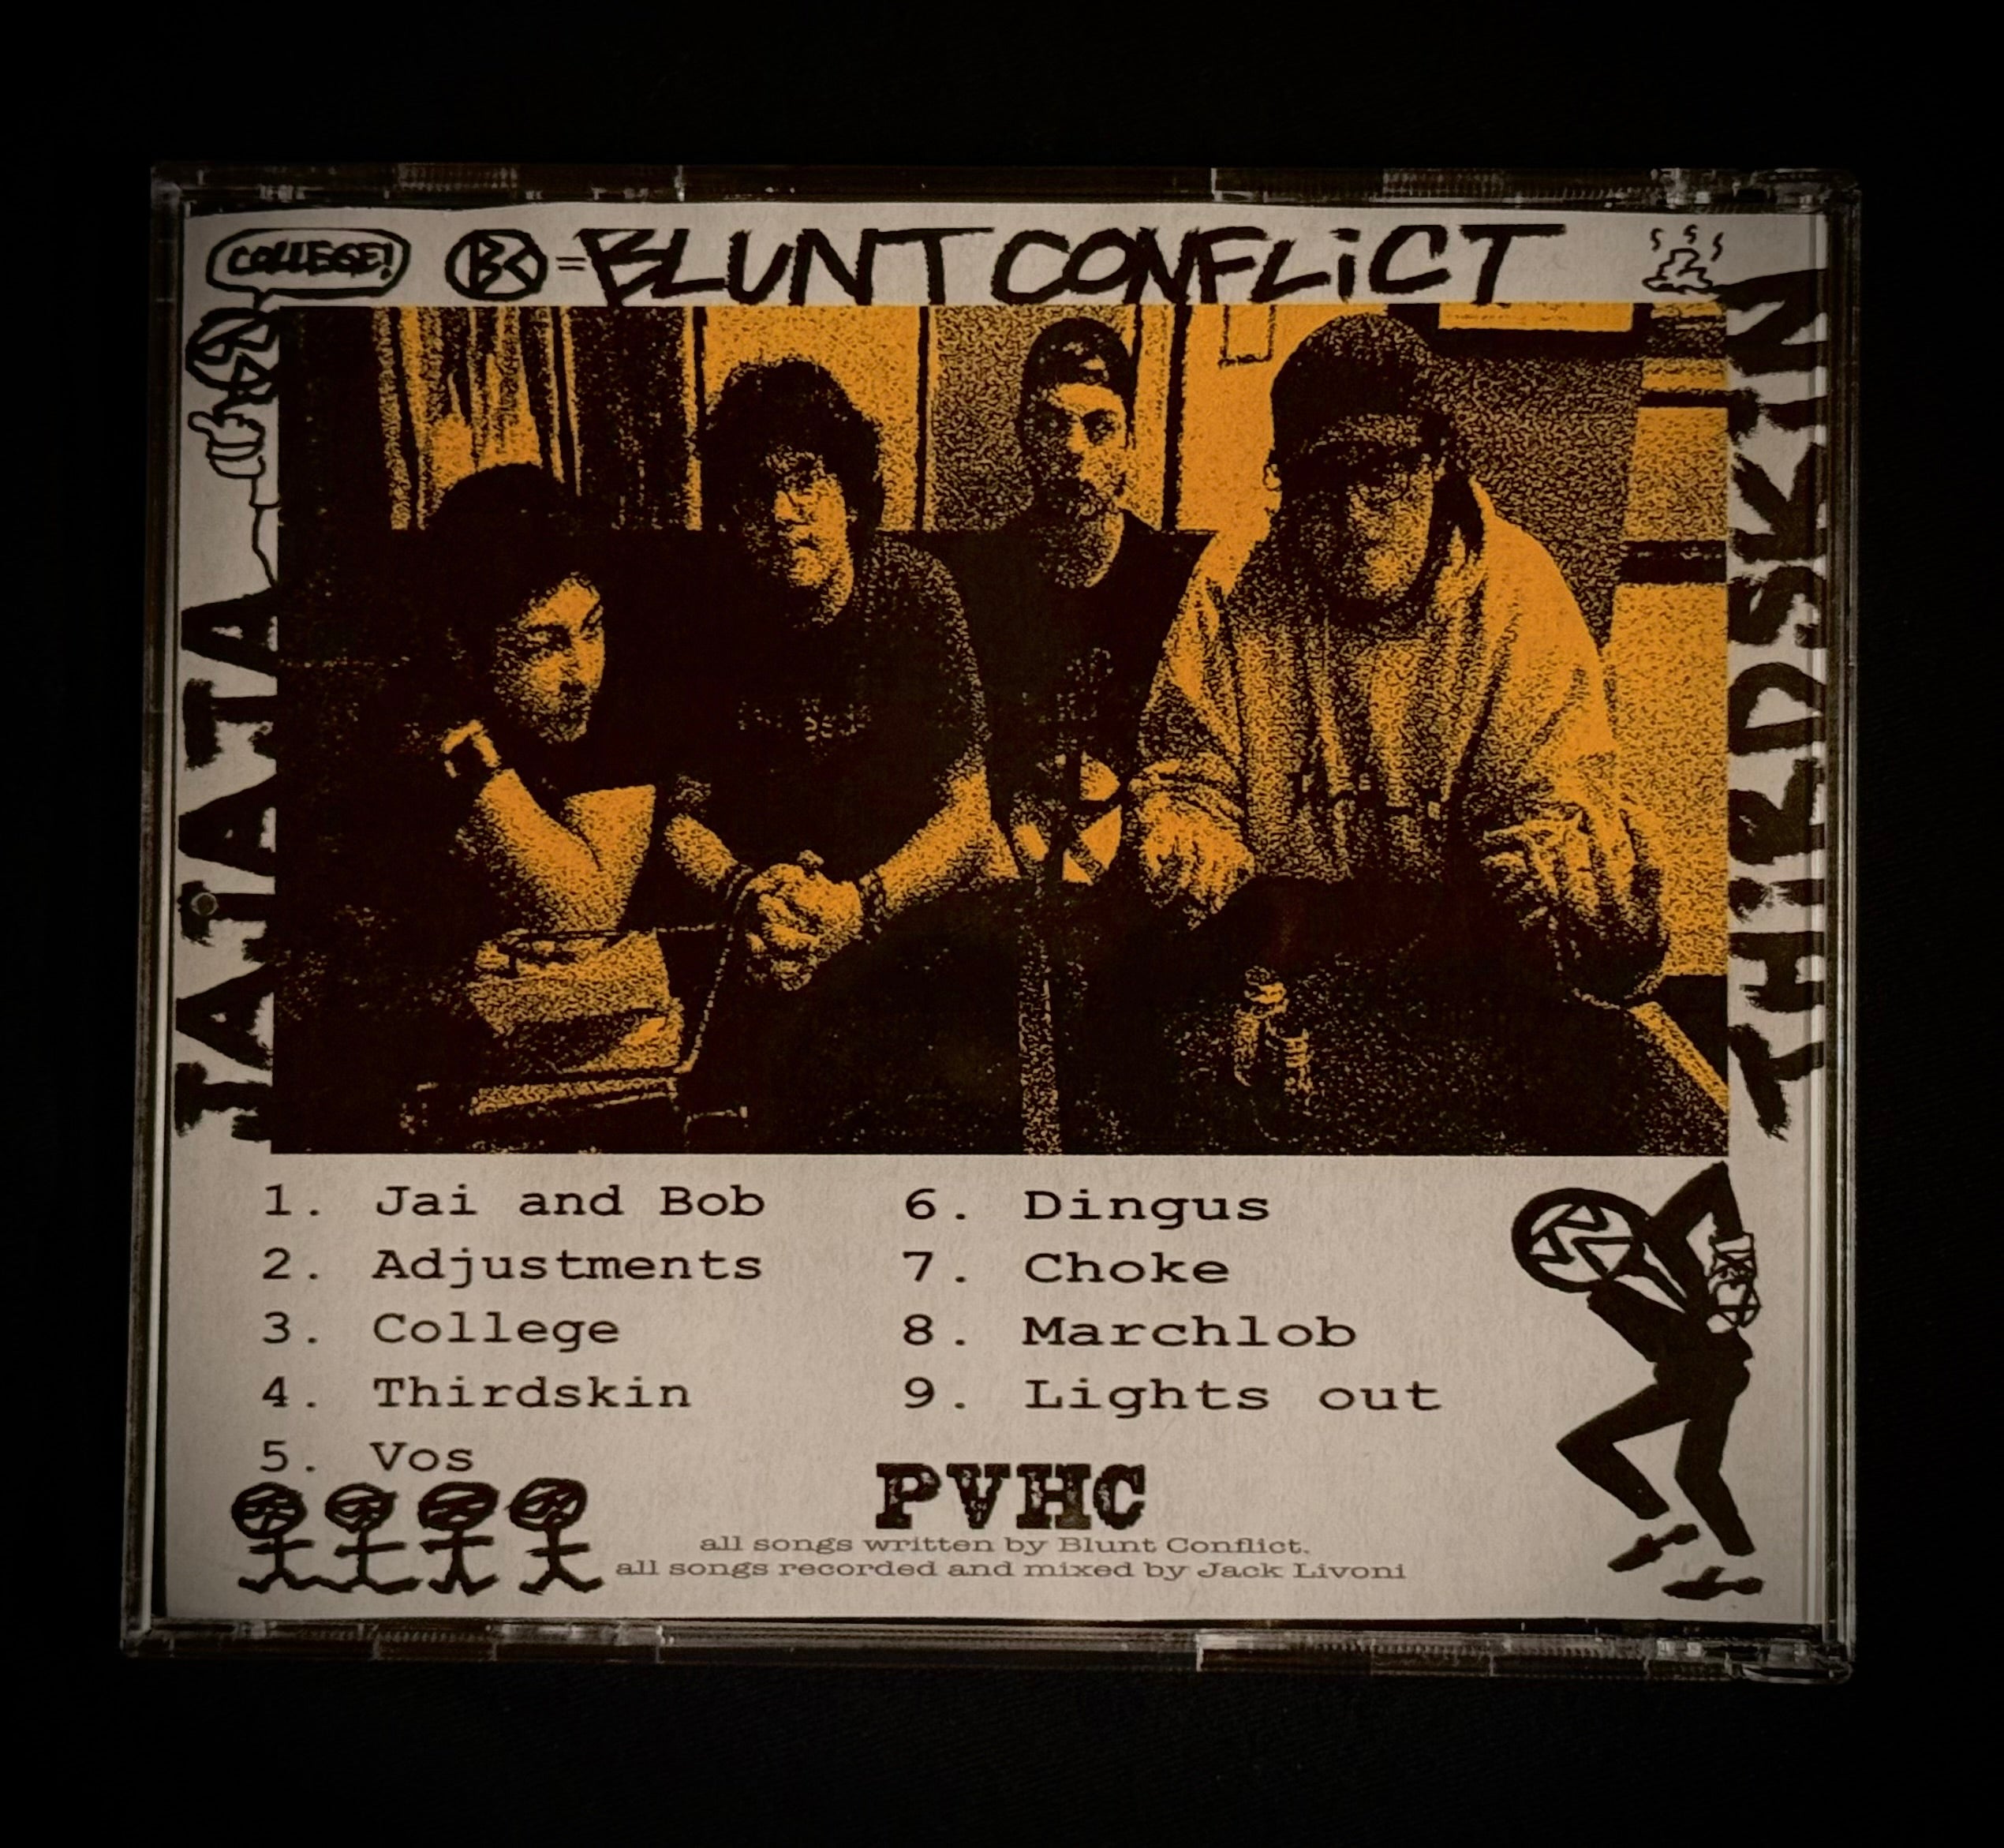 COLLEGE!
BC = BLUNT CONFLiCT
JAJATA
THIRDSKIN
1. Jai and Bob
2. Adjustments
3. College
4. Thirdskin
5. Vos
6. Dingus
7. Choke
8. Marchlob
9. Lights out
PVHC
all songs written by Blunt Conflict.
all songs recorded and mixed by Jack Livoni